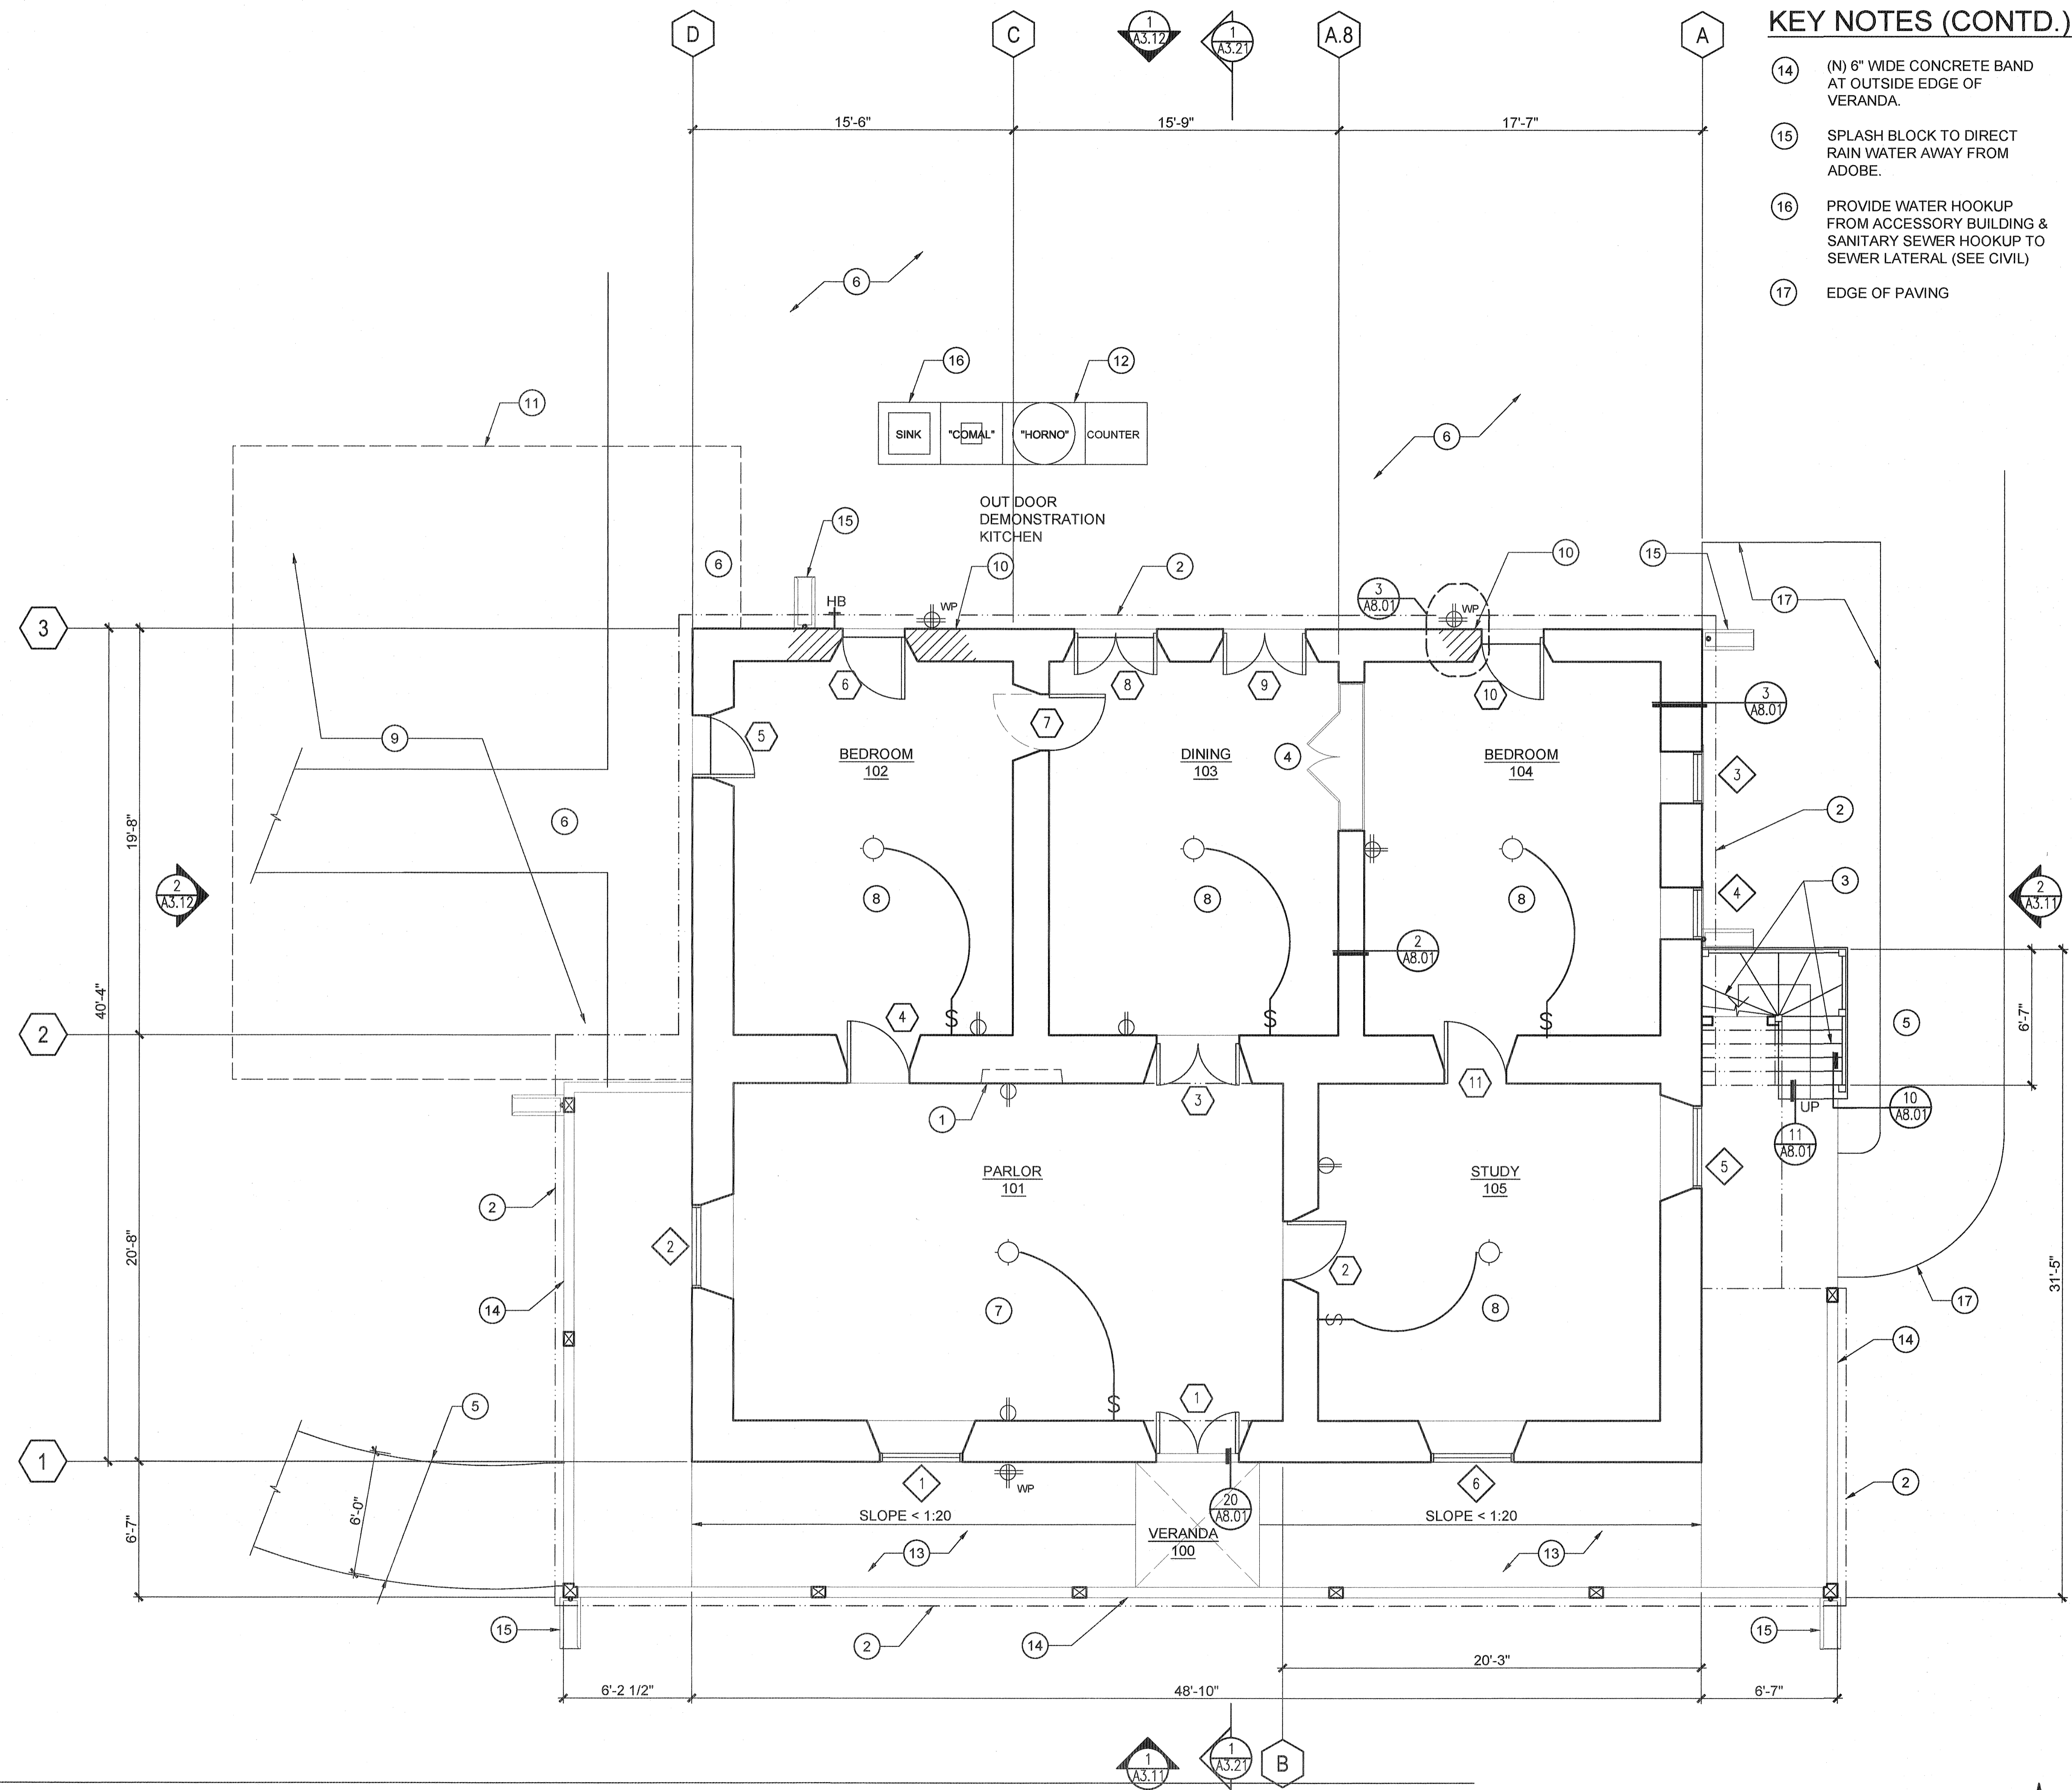 KEY NOTES (CONTD.)
14 (N) 6" WIDE CONCRETE BAND
AT OUTSIDE EDGE OF
VERANDA.
15 SPLASH BLOCK TO DIRECT
RAIN WATER AWAY FROM
ADOBE.
16 PROVIDE WATER HOOKUP
FROM ACCESSORY BUILDING &
SANITARY SEWER HOOKUP TO
SEWER LATERAL (SEE CIVIL)
17 EDGE OF PAVING
D
C
1
A3.12
1
A3.21
A.8
A
15'-6"
15'-9"
17'-7"
6
16
12
11
SINK
"COMAL"
"HORNO"
COUNTER
6
OUT DOOR
DEMONSTRATION
KITCHEN
15
6
10
2
10
15
3
A8.01
17
HB
WP
WP
3
6
8
9
10
3
A8.01
5
7
9
BEDROOM
102
DINING
103
4
BEDROOM
104
3
2
6
19'-8"
2
A3.12
8
8
8
4
3
2
A3.11
2
A8.01
40'-4"
4
S
S
S
5
6'-7"
2
1
3
11
UP
10
A8.01
11
A8.01
PARLOR
101
STUDY
105
5
2
2
20'-8"
2
14
7
S
8
17
31'-5"
14
5
S
1
1
6'-0"
1
WP
6
20
A8.01
2
SLOPE < 1:20
SLOPE < 1:20
6'-7"
VERANDA
100
13
13
15
2
14
15
20'-3"
6'-2 1/2"
48'-10"
6'-7"
1
A3.11
1
A3.21
B